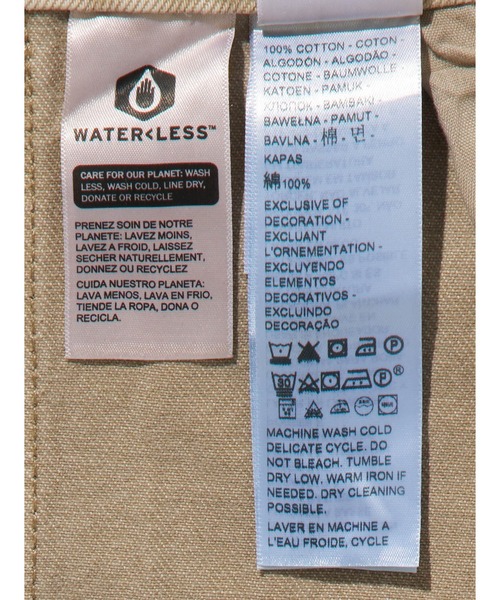 WATER<LESS™
CARE FOR OUR PLANET: WASH
LESS, WASH COLD, LINE DRY,
DONATE OR RECYCLE
PRENEZ SOIN DE NOTRE
PLANETE: LAVEZ MOINS,
LAVEZ A FROID, LAISSEZ
SECHER NATURELLEMENT,
DONNEZ OU RECYCLEZ
CUIDA NUESTRO PLANETA:
LAVA MENOS, LAVA EN FRIO,
TIENDE LA ROPA, DONA O
RECICLA.
100% COTTON - COTON -
ALGODÓN - ALGODÃO -
COTONE - BAUMWOLLE -
KATOEN - PAMUK -
ХЛОПОК - BAMBAKI -
BAWEŁNA - PAMUT -
BAVLNA - 棉 - 면 -
KAPAS
綿100%
EXCLUSIVE OF
DECORATION -
EXCLUANT
L'ORNEMENTATION -
EXCLUYENDO
ELEMENTOS
DECORATIVOS -
EXCLUINDO
DECORAÇÃO
P
30 P®
MACHINE WASH COLD
DELICATE CYCLE. DO
NOT BLEACH. TUMBLE
DRY LOW. WARM IRON IF
NEEDED. DRY CLEANING
POSSIBLE.
LAVER EN MACHINE A
L'EAU FROIDE, CYCLE